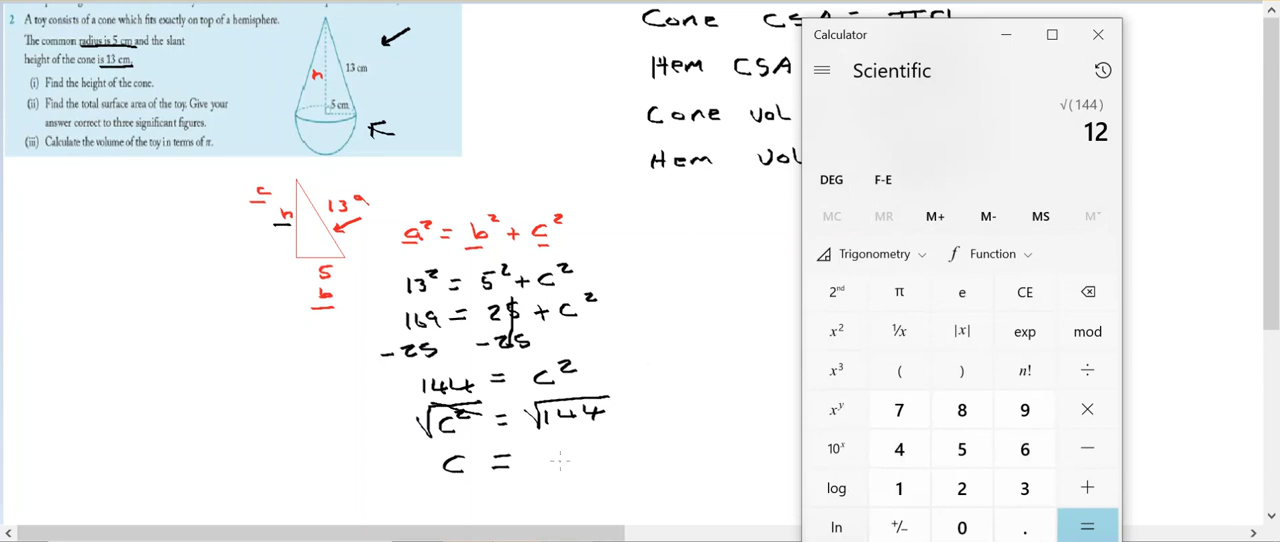 2 A toy consists of a cone which fits exactly on top of a hemisphere.
The common radius is 5 cm and the slant
height of the cone is 13 cm.
(i) Find the height of the cone.
(ii) Find the total surface area of the toy. Give your
answer correct to three significant figures.
(iii) Calculate the volume of the toy in terms of π.
h
13 cm
5 cm
Cone CSA = πrl
Hem CSA
Cone vol
Hem vol
c
h
13 a
5
b
a² = b² + c²
13² = 5² + c²
169 = 25 + c²
-25 -25
144 = c²
√c² = √144
c =
Calculator
Scientific
√(144)
12
DEG F-E
MC MR M+ M- MS M˅
Trigonometry Function
2nd π e CE
x² 1/x |x| exp mod
x³ ( ) n! ÷
xʸ 7 8 9 ×
10ˣ 4 5 6 −
log 1 2 3 +
ln +/− 0 . =